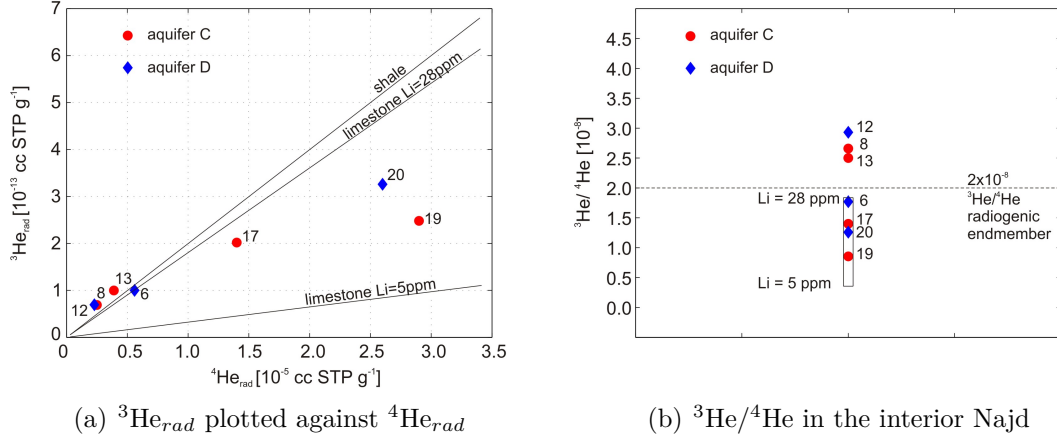 7
6
5
4
3
2
1
0
³He_rad [10⁻¹³ cc STP g⁻¹]
aquifer C
aquifer D
shale
limestone Li=28ppm
20
19
17
13
8
12
6
limestone Li=5ppm
0 0.5 1.0 1.5 2.0 2.5 3.0 3.5
⁴He_rad [10⁻⁵ cc STP g⁻¹]
(a) ³He_rad plotted against ⁴He_rad
4.5
4.0
3.5
3.0
2.5
2.0
1.5
1.0
0.5
0.0
³He/ ⁴He [10⁻⁸]
aquifer C
aquifer D
12
8
13
2x10⁻⁸
³He/⁴He
radiogenic
endmember
Li = 28 ppm
6
17
20
19
Li = 5 ppm
(b) ³He/⁴He in the interior Najd